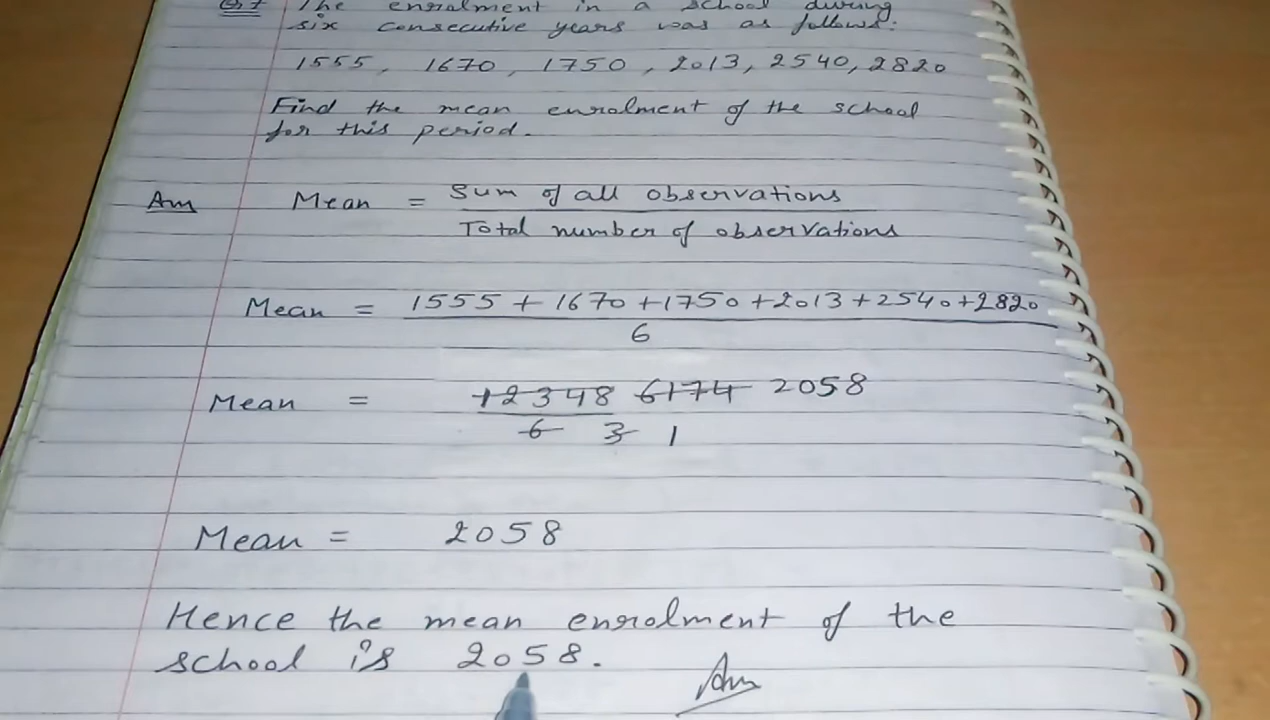 Q.7 The enrolment in a school during
six consecutive years was as follows:
1555, 1670, 1750, 2013, 2540, 2820
Find the mean enrolment of the school
for this period.
Ans Mean = Sum of all observations
Total number of observations
Mean = 1555 + 1670 + 1750 + 2013 + 2540 + 2820
6
Mean = 12348 6174 2058
6 3 1
Mean = 2058
Hence the mean enrolment of the
school is 2058.
Ans